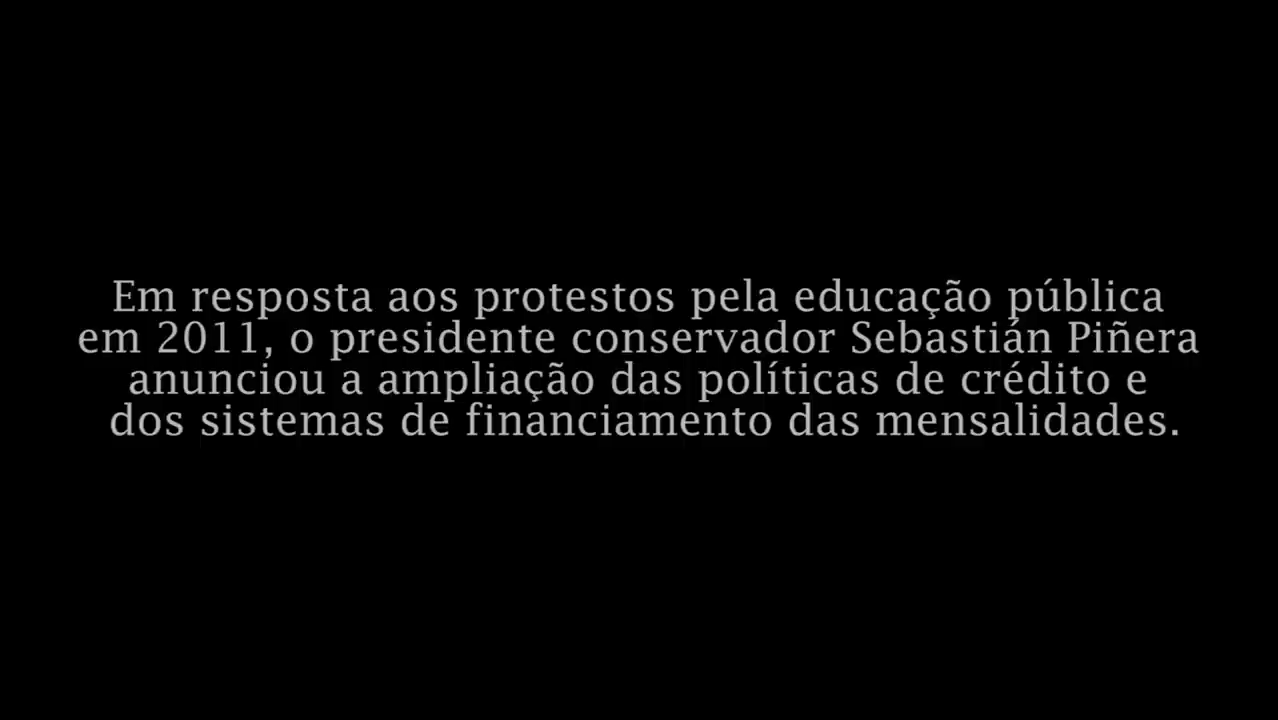 Em resposta aos protestos pela educação pública
em 2011, o presidente conservador Sebastián Piñera
anunciou a ampliação das políticas de crédito e
dos sistemas de financiamento das mensalidades.